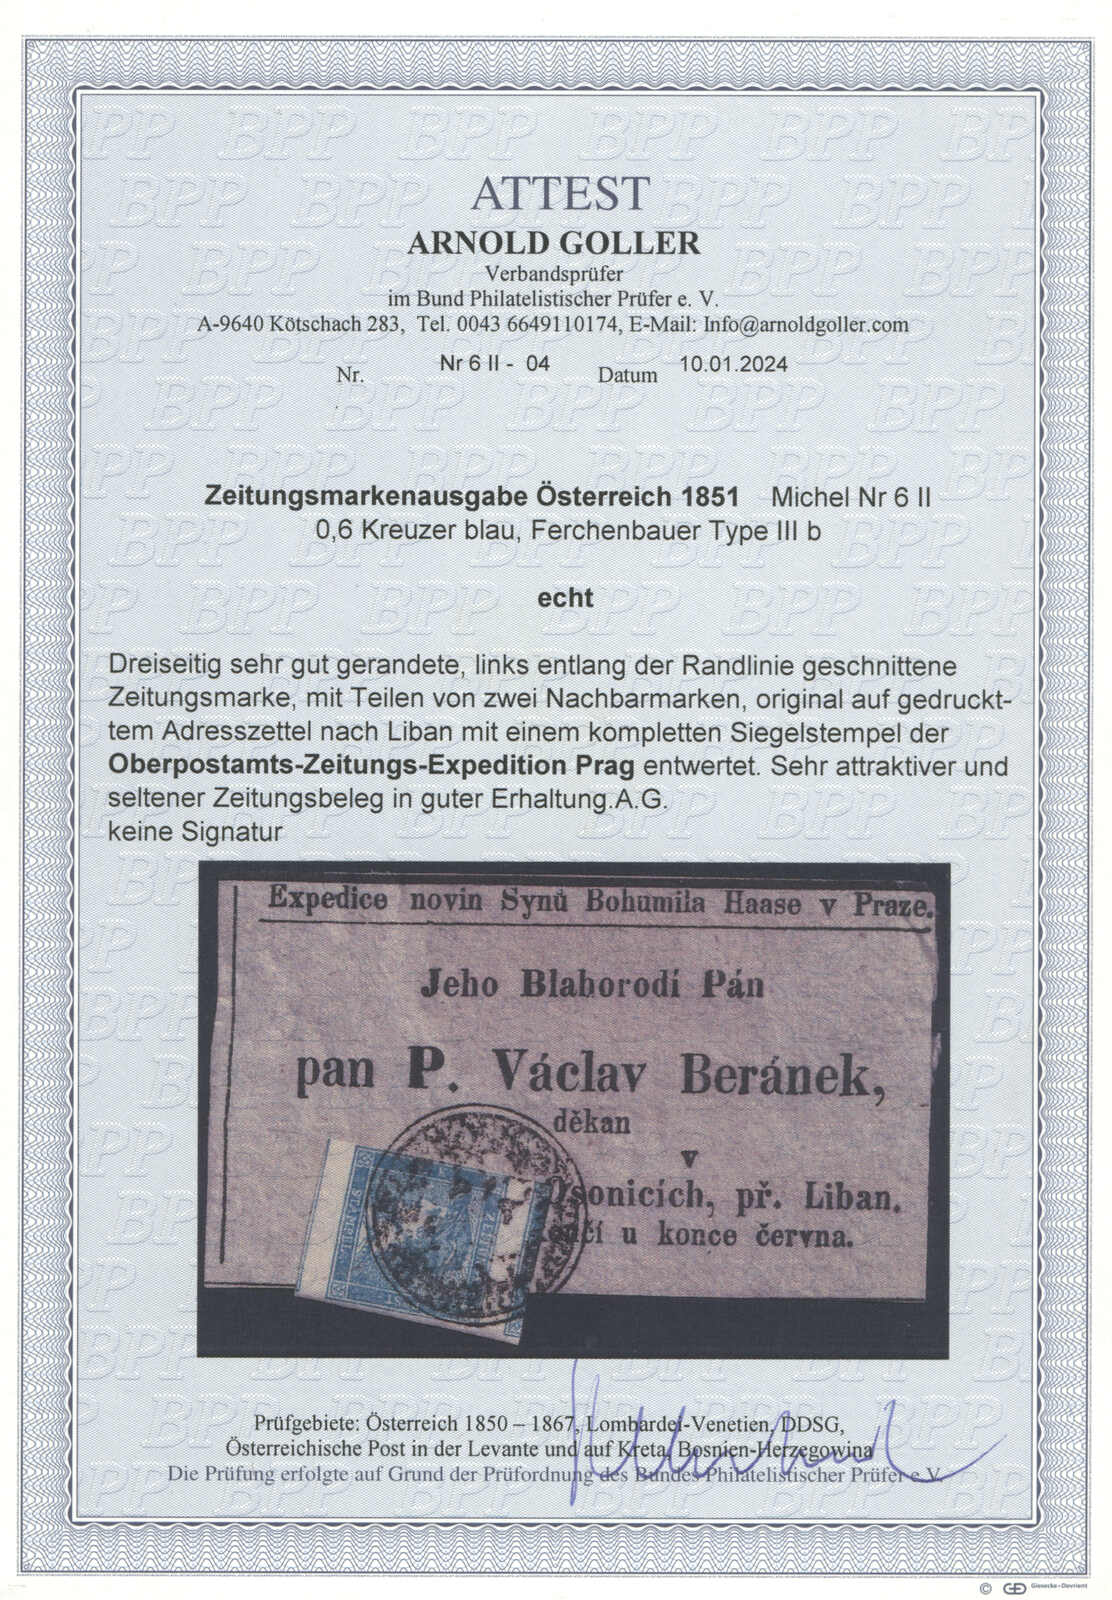 ATTEST
ARNOLD GOLLER
Verbandsprüfer
im Bund Philatelistischer Prüfer e. V.
A-9640 Kötschach 283, Tel. 0043 6649110174, E-Mail: Info@arnoldgoller.com
Nr. Nr 6 II - 04 Datum 10.01.2024
Zeitungsmarkenausgabe Österreich 1851 Michel Nr 6 II
0,6 Kreuzer blau, Ferchenbauer Type III b
echt
Dreiseitig sehr gut gerandete, links entlang der Randlinie geschnittene
Zeitungsmarke, mit Teilen von zwei Nachbarmarken, original auf gedruckt-
tem Adresszettel nach Liban mit einem kompletten Siegelstempel der
Oberpostamts-Zeitungs-Expedition Prag entwertet. Sehr attraktiver und
seltener Zeitungsbeleg in guter Erhaltung.A.G.
keine Signatur
Expedice novin Synů Bohumila Haase v Praze.
Jeho Blahorodí Pán
pan P. Václav Beránek,
děkan
v
př. Liban.
u konce června.
Prüfgebiete: Österreich 1850 – 1867, Lombardei-Venetien, DDSG,
Österreichische Post in der Levante und auf Kreta, Bosnien-Herzegowina
Die Prüfung erfolgte auf Grund der Prüfordnung des Bundes Philatelistischer Prüfer e.V.
© GD Giesecke+Devrient